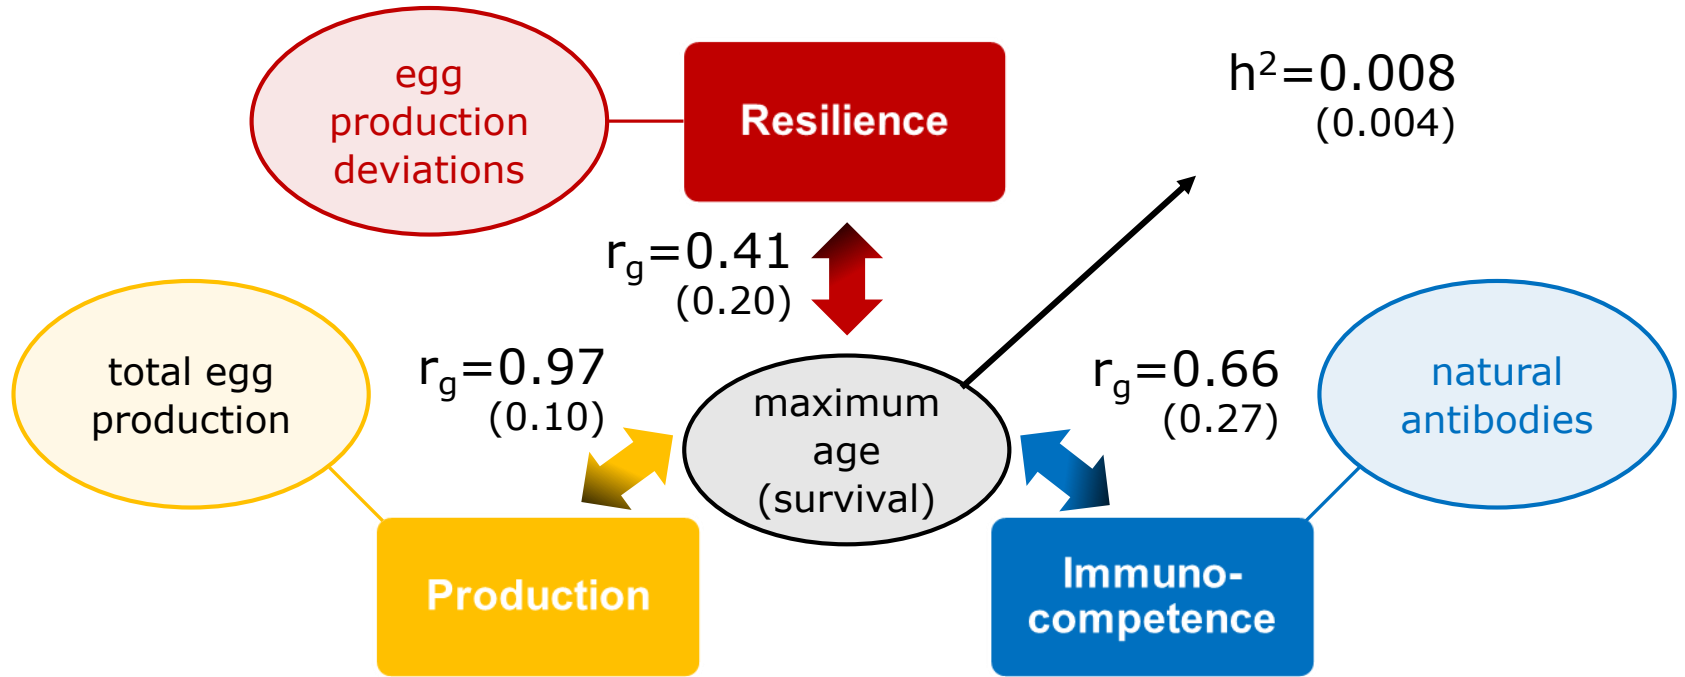 egg
production
deviations
Resilience
h²=0.008
(0.004)
rg=0.41
(0.20)
total egg
production
rg=0.97
(0.10)
maximum
age
(survival)
rg=0.66
(0.27)
natural
antibodies
Production
Immuno-
competence